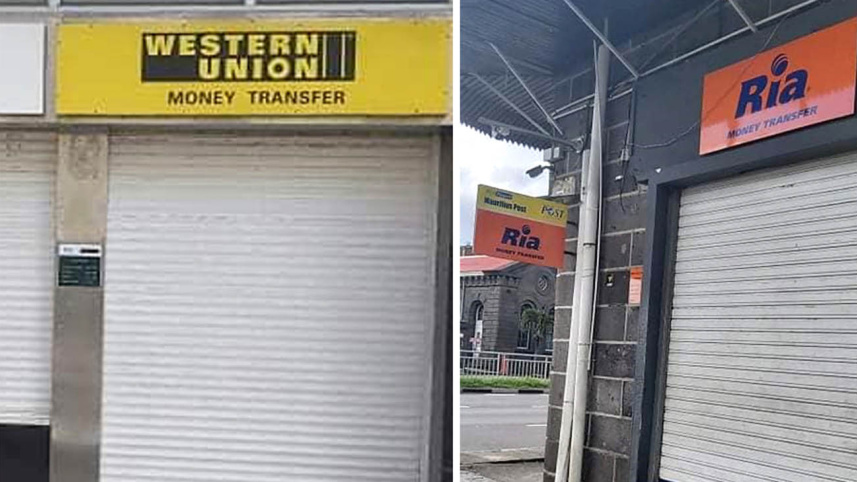 WESTERN
UNION
MONEY TRANSFER
Ria
MONEY TRANSFER
Mauritius Post
POST
Ria
MONEY TRANSFER